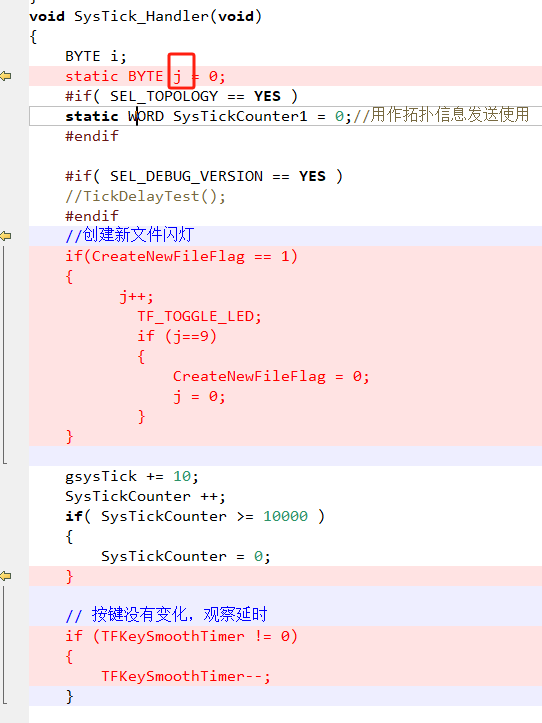 void SysTick_Handler(void)
{
BYTE i;
static BYTE j = 0;
#if( SEL_TOPOLOGY == YES )
static WORD SysTickCounter1 = 0;//用作拓扑信息发送使用
#endif
#if( SEL_DEBUG_VERSION == YES )
//TickDelayTest();
#endif
//创建新文件闪灯
if(CreateNewFileFlag == 1)
{
j++;
TF_TOGGLE_LED;
if (j==9)
{
CreateNewFileFlag = 0;
j = 0;
}
}
gsysTick += 10;
SysTickCounter ++;
if( SysTickCounter >= 10000 )
{
SysTickCounter = 0;
}
// 按键没有变化，观察延时
if (TFKeySmoothTimer != 0)
{
TFKeySmoothTimer--;
}